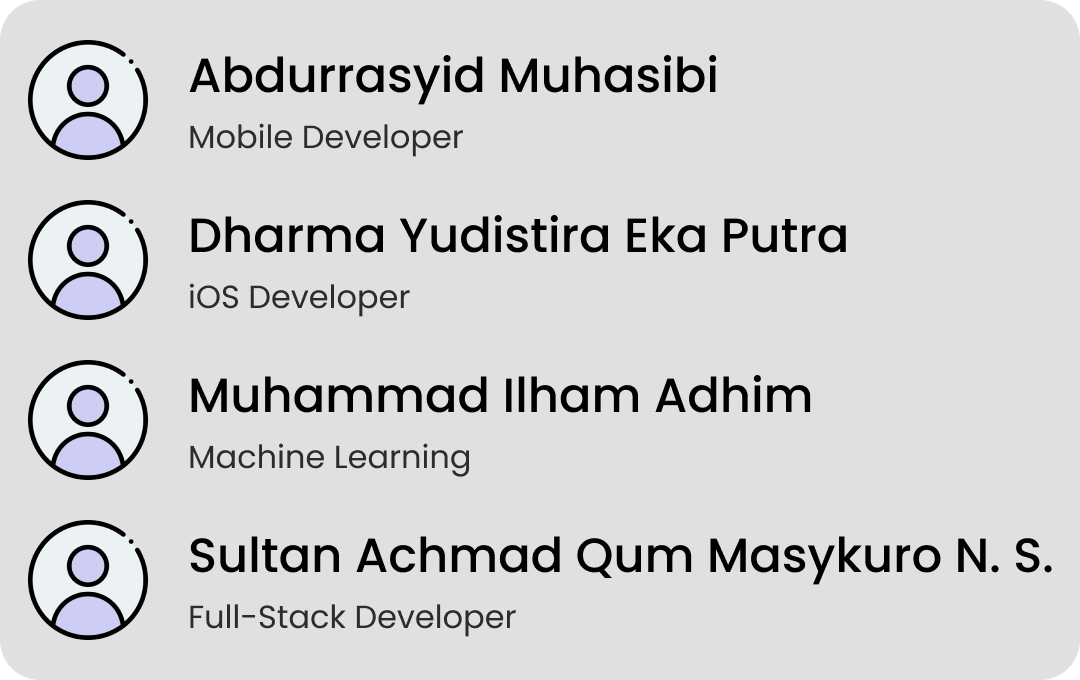 Abdurrasyid Muhasibi
Mobile Developer
Dharma Yudistira Eka Putra
iOS Developer
Muhammad Ilham Adhim
Machine Learning
Sultan Achmad Qum Masykuro N. S.
Full-Stack Developer